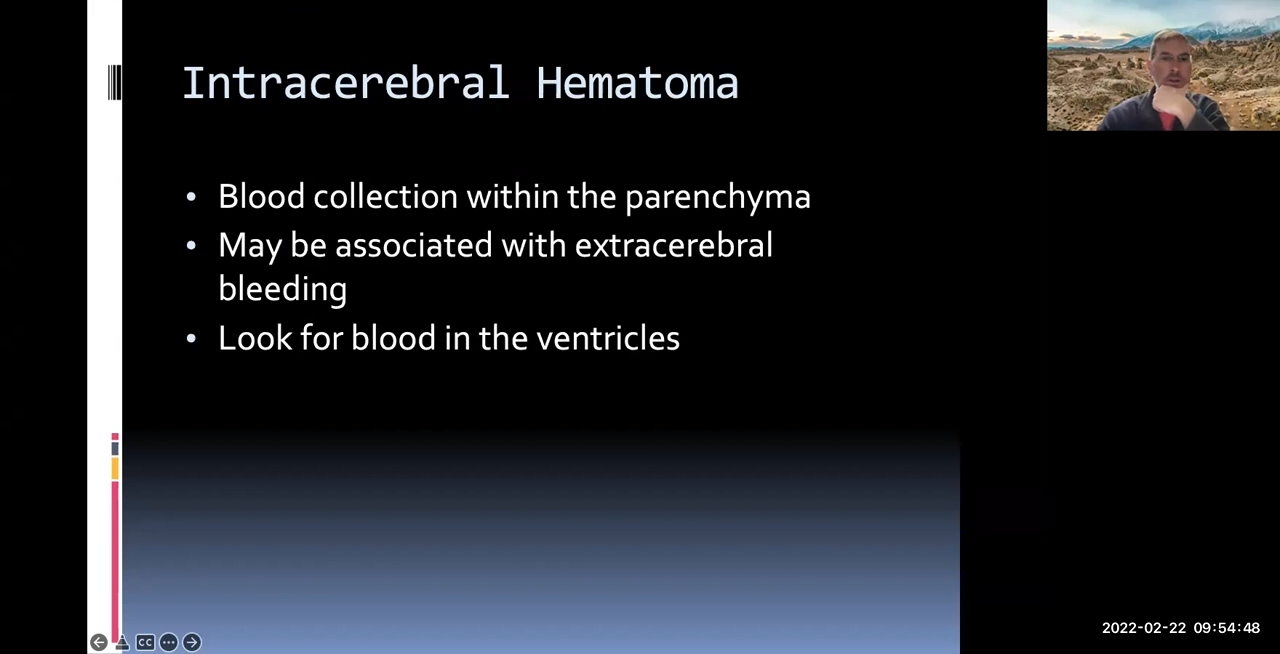 Intracerebral Hematoma
• Blood collection within the parenchyma
• May be associated with extracerebral
bleeding
• Look for blood in the ventricles
CC
2022-02-22 09:54:48